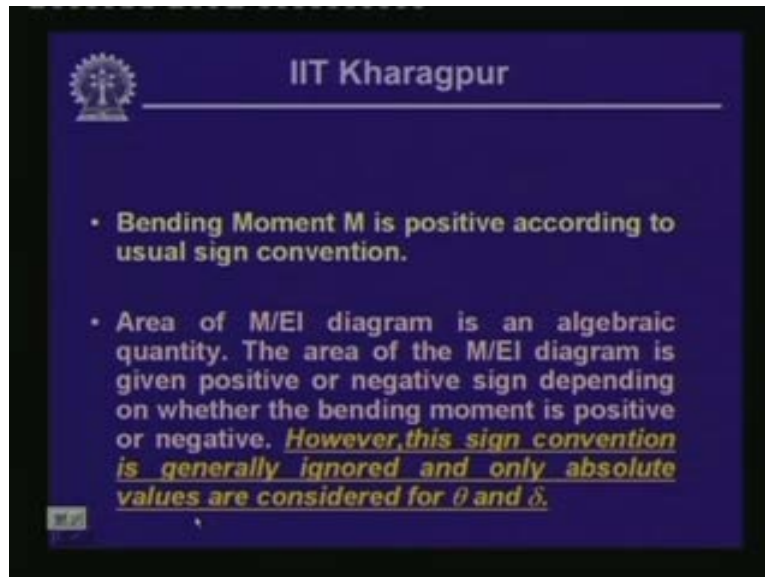 IIT Kharagpur
• Bending Moment M is positive according to
usual sign convention.
• Area of M/EI diagram is an algebraic
quantity. The area of the M/EI diagram is
given positive or negative sign depending
on whether the bending moment is positive
or negative. However,this sign convention
is generally ignored and only absolute
values are considered for θ and δ.